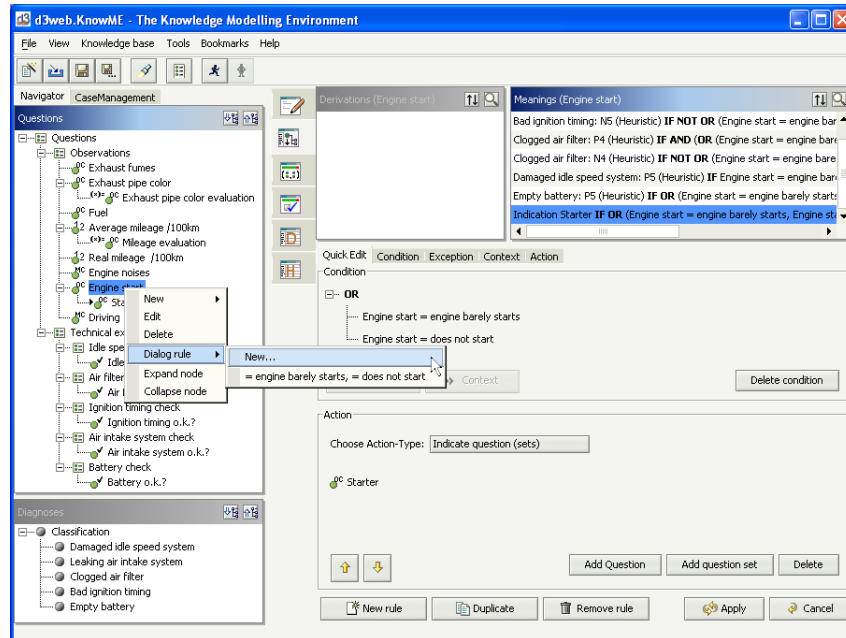 d3web.KnowME - The Knowledge Modelling Environment
File View Knowledge base Tools Bookmarks Help
Navigator CaseManagement
Questions
Questions
Observations
Exhaust fumes
Exhaust pipe color
Exhaust pipe color evaluation
Fuel
Average mileage /100km
Mileage evaluation
Real mileage /100km
Engine noises
Engine start
Driving
Technical
Idle
Air filter
Air
Ignition timing check
Ignition timing o.k.?
Air intake system check
Air intake system o.k.?
Battery check
Battery o.k.?
New
Edit
Delete
Dialog rule
Expand node
Collapse node
New...
= engine barely starts, = does not start
Diagnoses
Classification
Damaged idle speed system
Leaking air intake system
Clogged air filter
Bad ignition timing
Empty battery
Derivations (Engine start)
Meanings (Engine start)
Bad ignition timing: N5 (Heuristic) IF NOT OR (Engine start = engine bar
Clogged air filter: P4 (Heuristic) IF AND (OR (Engine start = engine bare
Clogged air filter: N4 (Heuristic) IF NOT OR (Engine start = engine bare
Damaged idle speed system: P5 (Heuristic) IF Engine start = engine bar
Empty battery: P5 (Heuristic) IF OR (Engine start = engine barely starts
Indication Starter IF OR (Engine start = engine barely starts, Engine st
Quick Edit Condition Exception Context Action
Condition
OR
Engine start = engine barely starts
Engine start = does not start
>> Context
Delete condition
Action
Choose Action-Type: Indicate question (sets)
OC Starter
Add Question Add question set Delete
New rule Duplicate Remove rule Apply Cancel